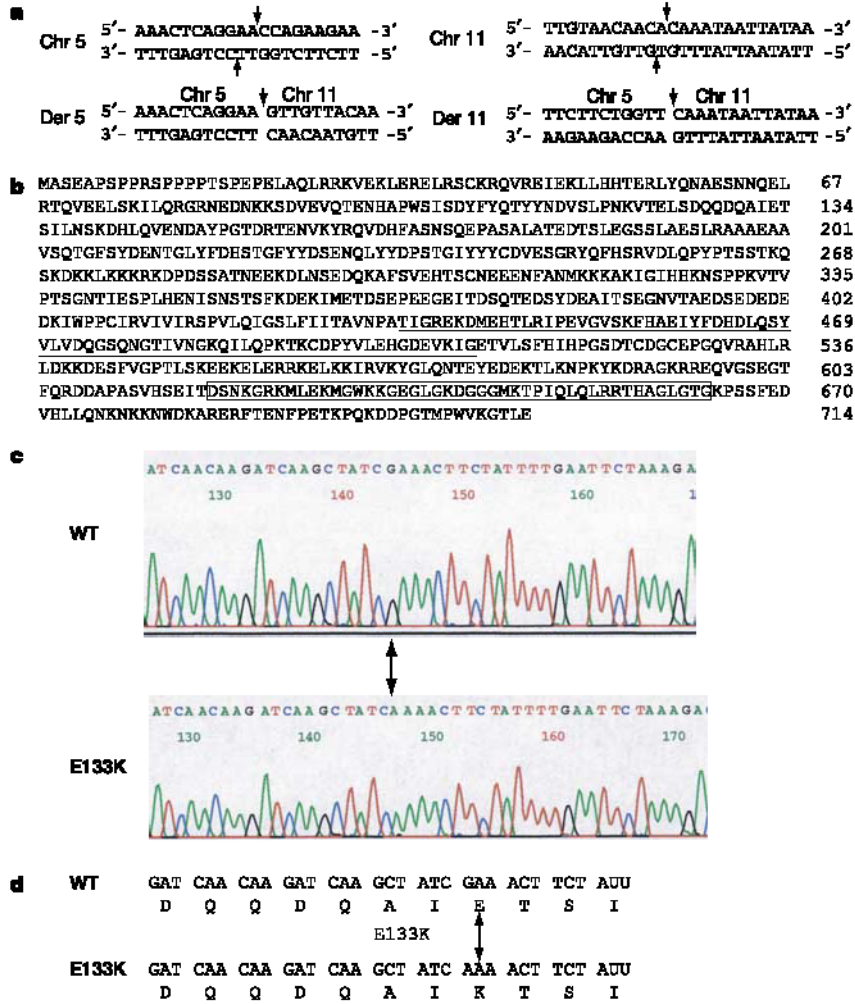 a
Chr 5 5′- AAACTCAGGAACCAGAAGAA -3′
3′- TTTGAGTCCTTGGTCTTCTT -5′
Chr 11 5′- TTGTAACAACACAAATAATTATAA -3′
3′- AACATTGTTGTGTTTATTAATATT -5′
Chr 5 Chr 11
Der 5 5′- AAACTCAGGAA GTTGTTACAA -3′
3′- TTTGAGTCCTT CAACAATGTT -5′
Chr 5 Chr 11
Der 11 5′- TTCTTCTGGTT CAAATAATTATAA -3′
3′- AAGAAGACCAA GTTTATTAATATT -5′
b MASEAPSPPRSPPPPTSPEPELAQLRRKVEKLERELRSCKRQVREIEKLLHHTERLYQNAESNNQEL 67
RTQVEELSKILQRGRNEDNKKSDVEVQTENHAPWSISDYFYQTYYNDVSLPNKVTELSDQQDQAIET 134
SILNSKDHLQVENDAYPGTDRTENVKYRQVDHFASNSQEPASALATEDTSLEGSSLAESLRAAAEAA 201
VSQTGFSYDENTGLYFDHSTGFYYDSENQLYYDPSTGIYYYCDVESGRYQFHSRVDLQPYPTSSTKQ 268
SKDKKLKKKRKDPDSSATNEEKDLNSEDQKAFSVEHTSCNEEENFANMKKKAKIGIHHKNSPPKVTV 335
PTSGNTIESPLHENISNSTSFKDEKIMETDSEPEEGEITDSQTEDSYDEAITSEGNVTAEDSEDEDE 402
DKIWPPCIRVIVIRSPVLQIGSLFIITAVNPATIGREKDMEHTLRIPEVGVSKFHAEIYFDHDLQSY 469
VLVDQGSQNGTIVNGKQILQPKTKCDPYVLEHGDEVKIGETVLSFHIHPGSDTCDGCEPGQVRAHLR 536
LDKKDESFVGPTLSKEEKELERRKELKKIRVKYGLQNTEYEDEKTLKNPKYKDRAGKRREQVGSEGT 603
FQRDDAPASVHSEITDSNKGRKMLEKMGWKKGEGLGKDGGGMKTPIQLQLRRTHAGLGTGKPSSFED 670
VHLLQNKNKKNWDKARERFTENFPETKPQKDDPGTMPWVKGTLE 714
c
ATCAACAAGATCAAGCTATCGAAACTTCTATTTTGAATTCTAAAGA
130 140 150 160 1
WT
ATCAACAAGATCAAGCTATCAAAACTTCTATTTTGAATTCTAAAGA
130 140 150 160 170
E133K
d WT GAT CAA CAA GAT CAA GCT ATC GAA ACT TCT AUU
D Q Q D Q A I E T S I
E133K
E133K GAT CAA CAA GAT CAA GCT ATC AAA ACT TCT AUU
D Q Q D Q A I K T S I